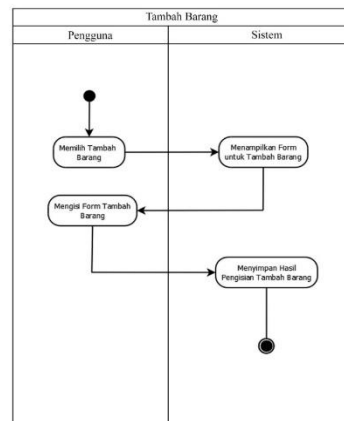 Tambah Barang
Pengguna
Sistem
Memilih Tambah
Barang
Menampilkan Form
untuk Tambah Barang
Mengisi Form Tambah
Barang
Menyimpan Hasil
Pengisian Tambah Barang